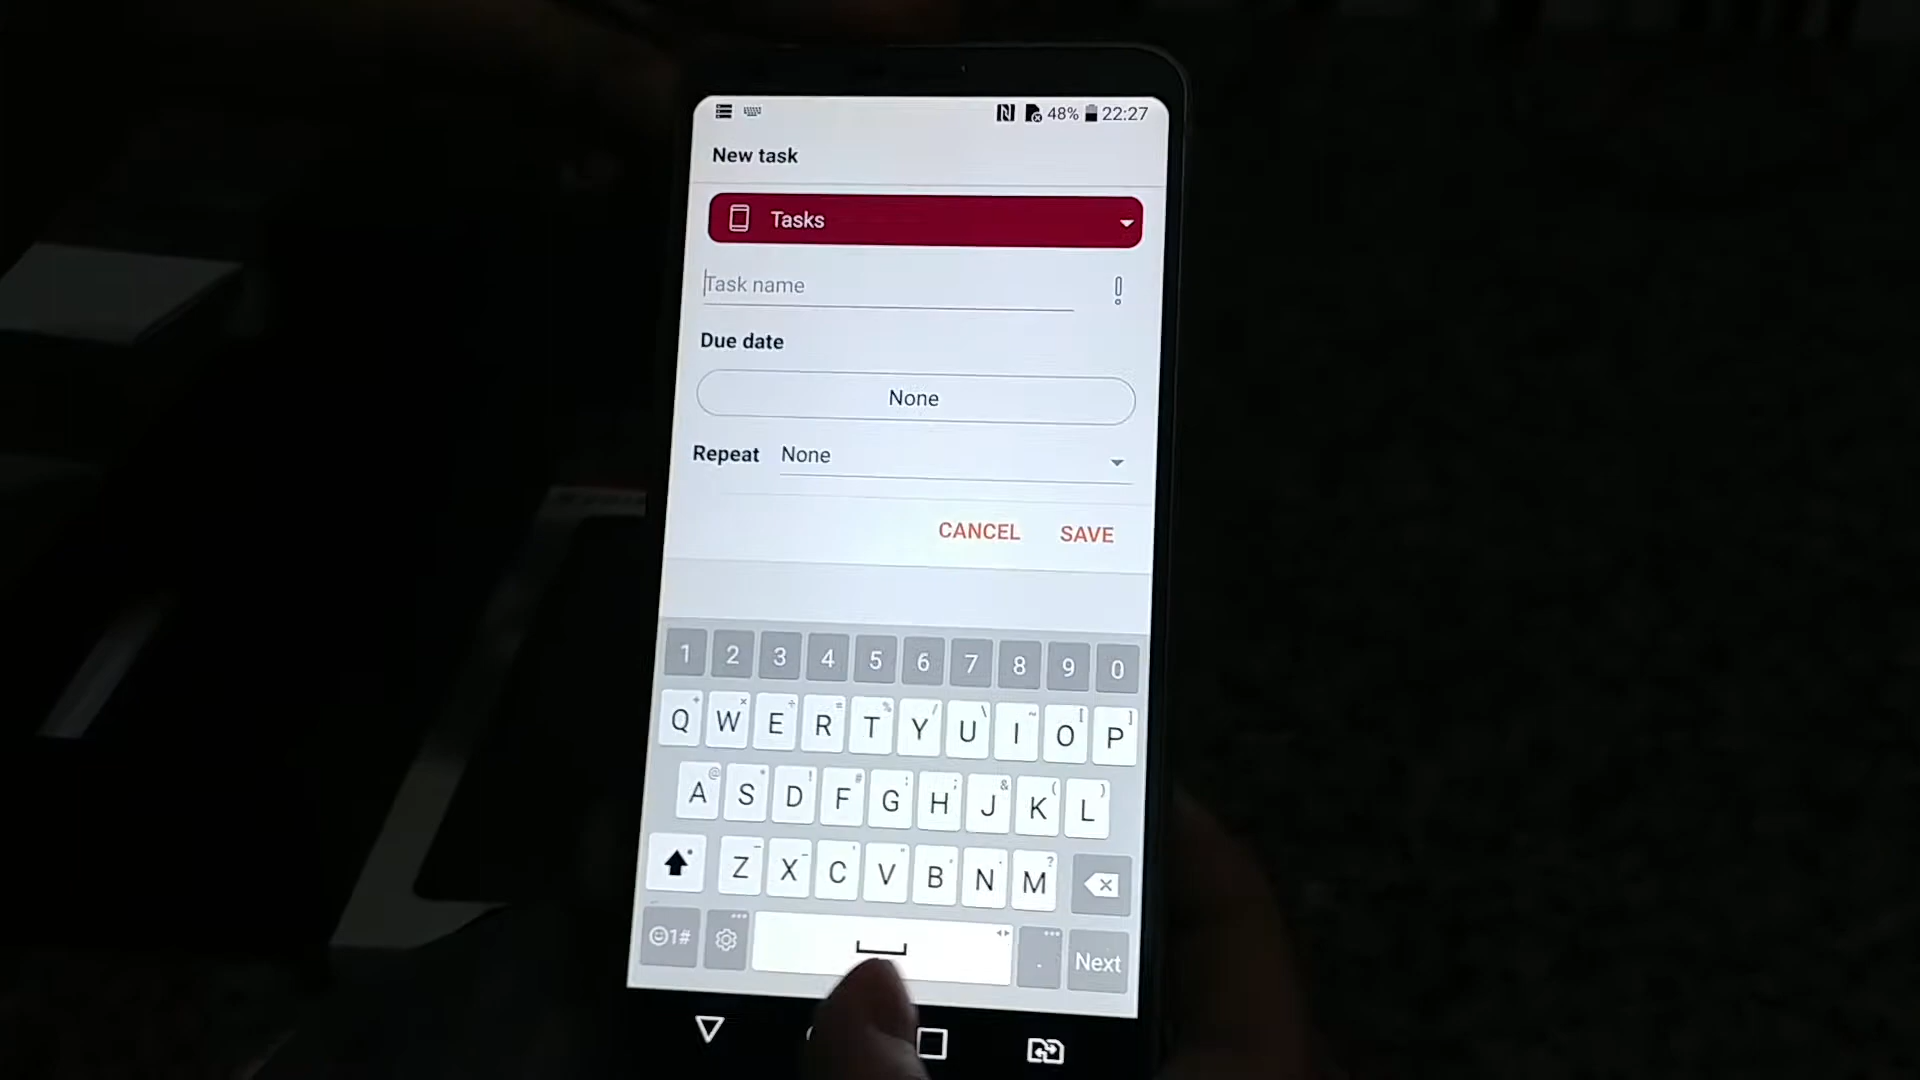 48% 22:27
New task
Tasks
Task name
Due date
None
Repeat None
CANCEL SAVE
1 2 3 4 5 6 7 8 9 0
Q W E R T Y U I O P
A S D F G H J K L
Z X C V B N M
1# . Next